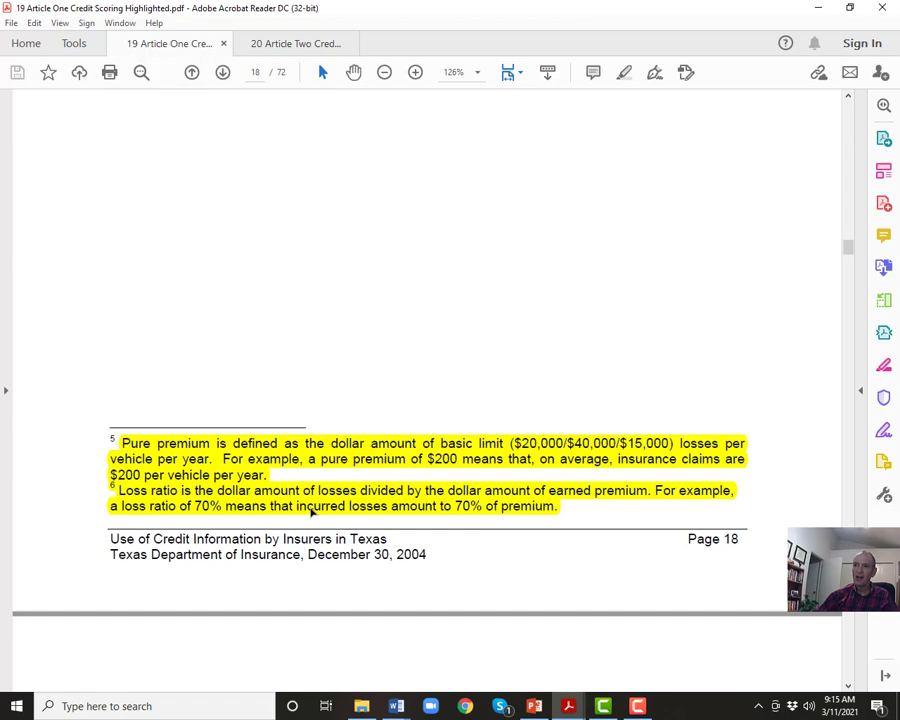 19 Article One Credit Scoring Highlighted.pdf - Adobe Acrobat Reader DC (32-bit)
File Edit View Sign Window Help
Home Tools 19 Article One Cre... × 20 Article Two Cred... Sign In
18 / 72 126%
5 Pure premium is defined as the dollar amount of basic limit ($20,000/$40,000/$15,000) losses per
vehicle per year. For example, a pure premium of $200 means that, on average, insurance claims are
$200 per vehicle per year.
6 Loss ratio is the dollar amount of losses divided by the dollar amount of earned premium. For example,
a loss ratio of 70% means that incurred losses amount to 70% of premium.
Use of Credit Information by Insurers in Texas Page 18
Texas Department of Insurance, December 30, 2004
Type here to search
9:15 AM
3/11/2021